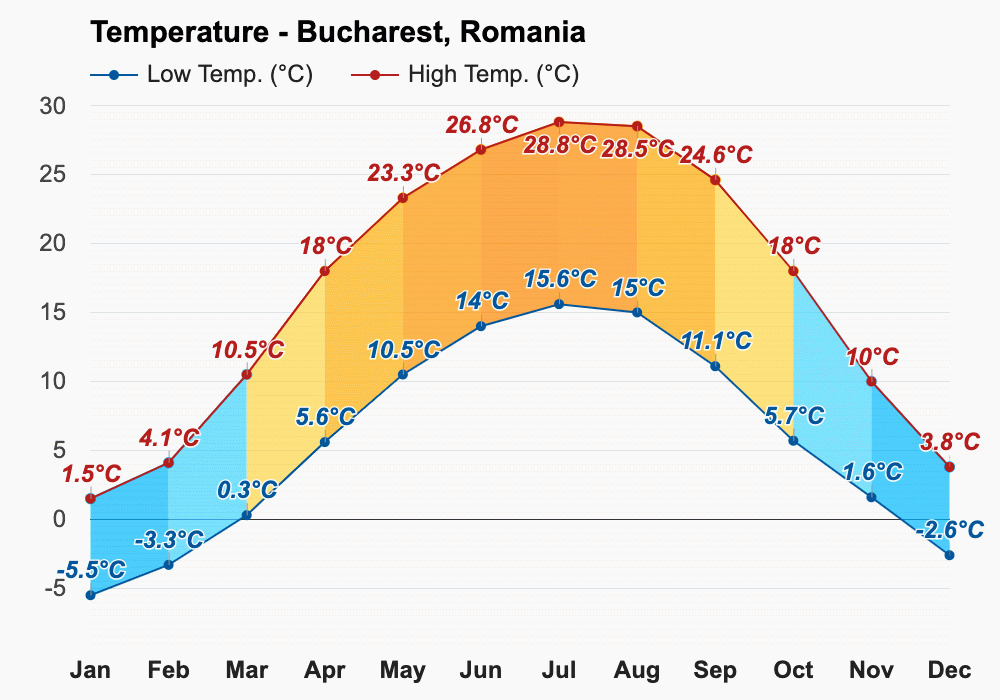 Temperature - Bucharest, Romania
Low Temp. (°C) High Temp. (°C)
30
26.8°C
28.8°C 28.5°C 24.6°C
25
23.3°C
20
18°C 18°C
15.6°C 15°C
14°C
15
11.1°C
10.5°C 10.5°C 10°C
10
5.6°C 5.7°C
4.1°C 3.8°C
5
1.5°C 1.6°C
0.3°C
0
-3.3°C -2.6°C
-5.5°C
-5
Jan Feb Mar Apr May Jun Jul Aug Sep Oct Nov Dec